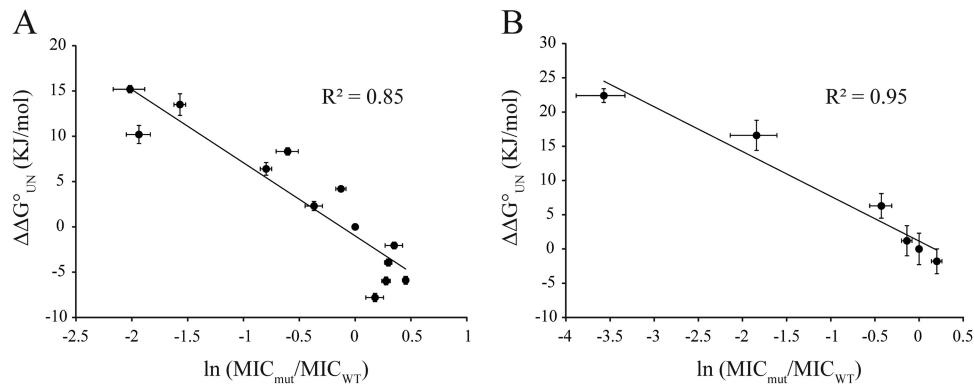 A
20
15
10
5
0
-5
-10
-2.5 -2 -1.5 -1 -0.5 0 0.5 1
ΔΔG°UN (KJ/mol)
ln (MICmut/MICWT)
R² = 0.85
B
30
25
20
15
10
5
0
-5
-10
-4 -3.5 -3 -2.5 -2 -1.5 -1 -0.5 0 0.5
ΔΔG°UN (KJ/mol)
ln (MICmut/MICWT)
R² = 0.95